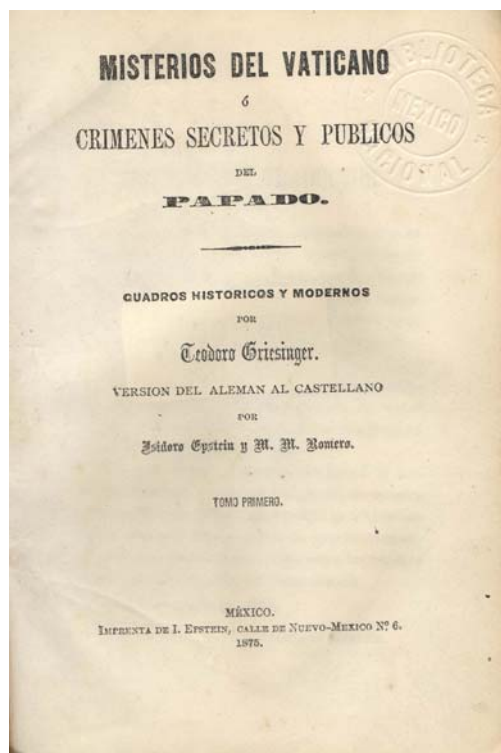 MISTERIOS DEL VATICANO
ó
CRIMENES SECRETOS Y PUBLICOS
DEL
PAPADO.
CUADROS HISTORICOS Y MODERNOS
POR
Teodoro Griesinger.
VERSION DEL ALEMAN AL CASTELLANO
POR
Isidoro Epstein y M. M. Romero.
TOMO PRIMERO.
MÉXICO.
IMPRENTA DE I. EPSTEIN, CALLE DE NUEVO-MEXICO Nº 6.
1875.
BIBLIOTECA
MEXICO
NACIONAL